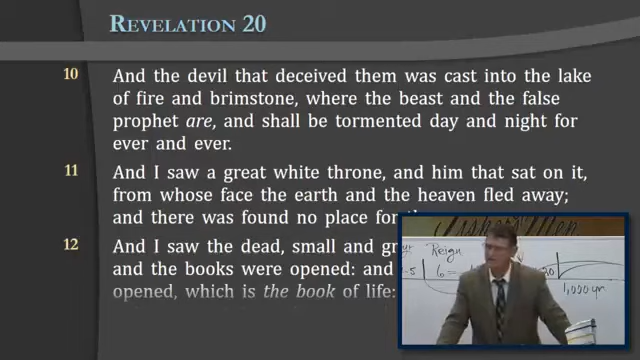 REVELATION 20
10 And the devil that deceived them was cast into the lake
of fire and brimstone, where the beast and the false
prophet are, and shall be tormented day and night for
ever and ever.
11 And I saw a great white throne, and him that sat on it,
from whose face the earth and the heaven fled away;
and there was found no place for
12 And I saw the dead, small and
and the books were opened: and
opened, which is the book of life:
Reign
6 =
1,000 yr